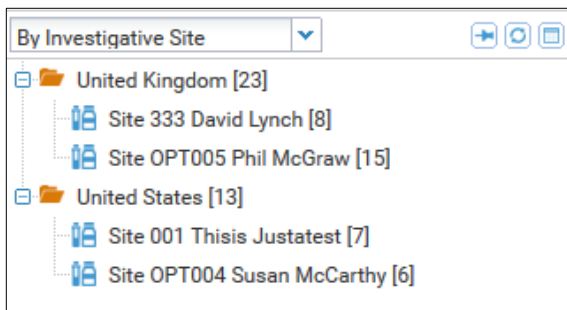 By Investigative Site
United Kingdom [23]
Site 333 David Lynch [8]
Site OPT005 Phil McGraw [15]
United States [13]
Site 001 Thisis Justatest [7]
Site OPT004 Susan McCarthy [6]